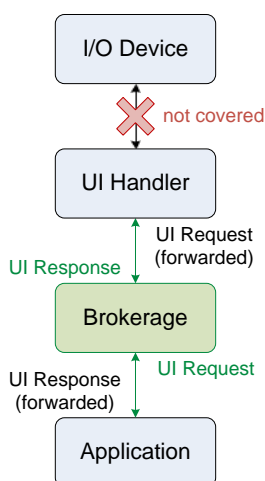 I/O Device
not covered
UI Handler
UI Request
(forwarded)
UI Response
Brokerage
UI Request
UI Response
(forwarded)
Application